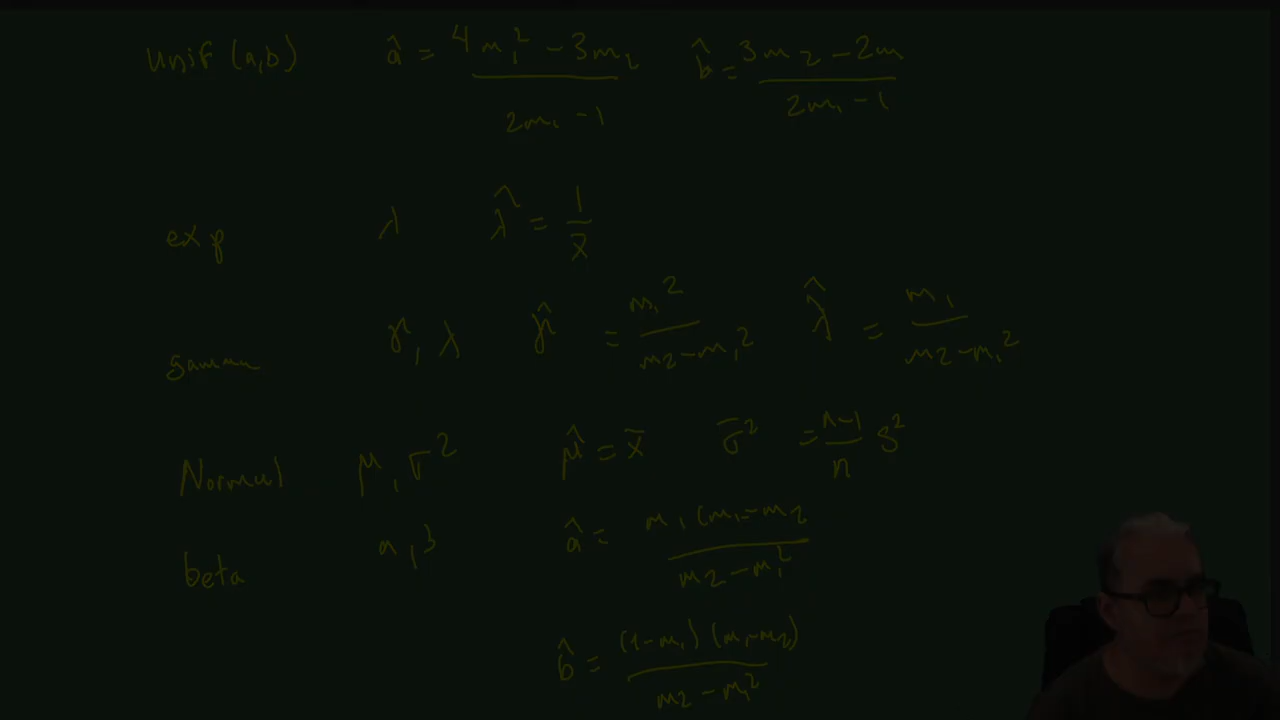 unif (a,b) â = (4m₁² - 3m₂)/(2m₁ - 1) b̂ = (3m₂ - 2m)/(2m₁ - 1)
exp λ λ̂ = 1/x̄
gamma r, λ r̂ = m₁²/(m₂ - m₁²) λ̂ = m₁/(m₂ - m₁²)
Normal μ, σ² μ̂ = x̄ σ̄² = (n-1)/n S²
beta a, b â = m₁(m₁ - m₂/(m₂ - m₁²)
b̂ = (1 - m₁)(m₁ - m₂)/(m₂ - m₁²)